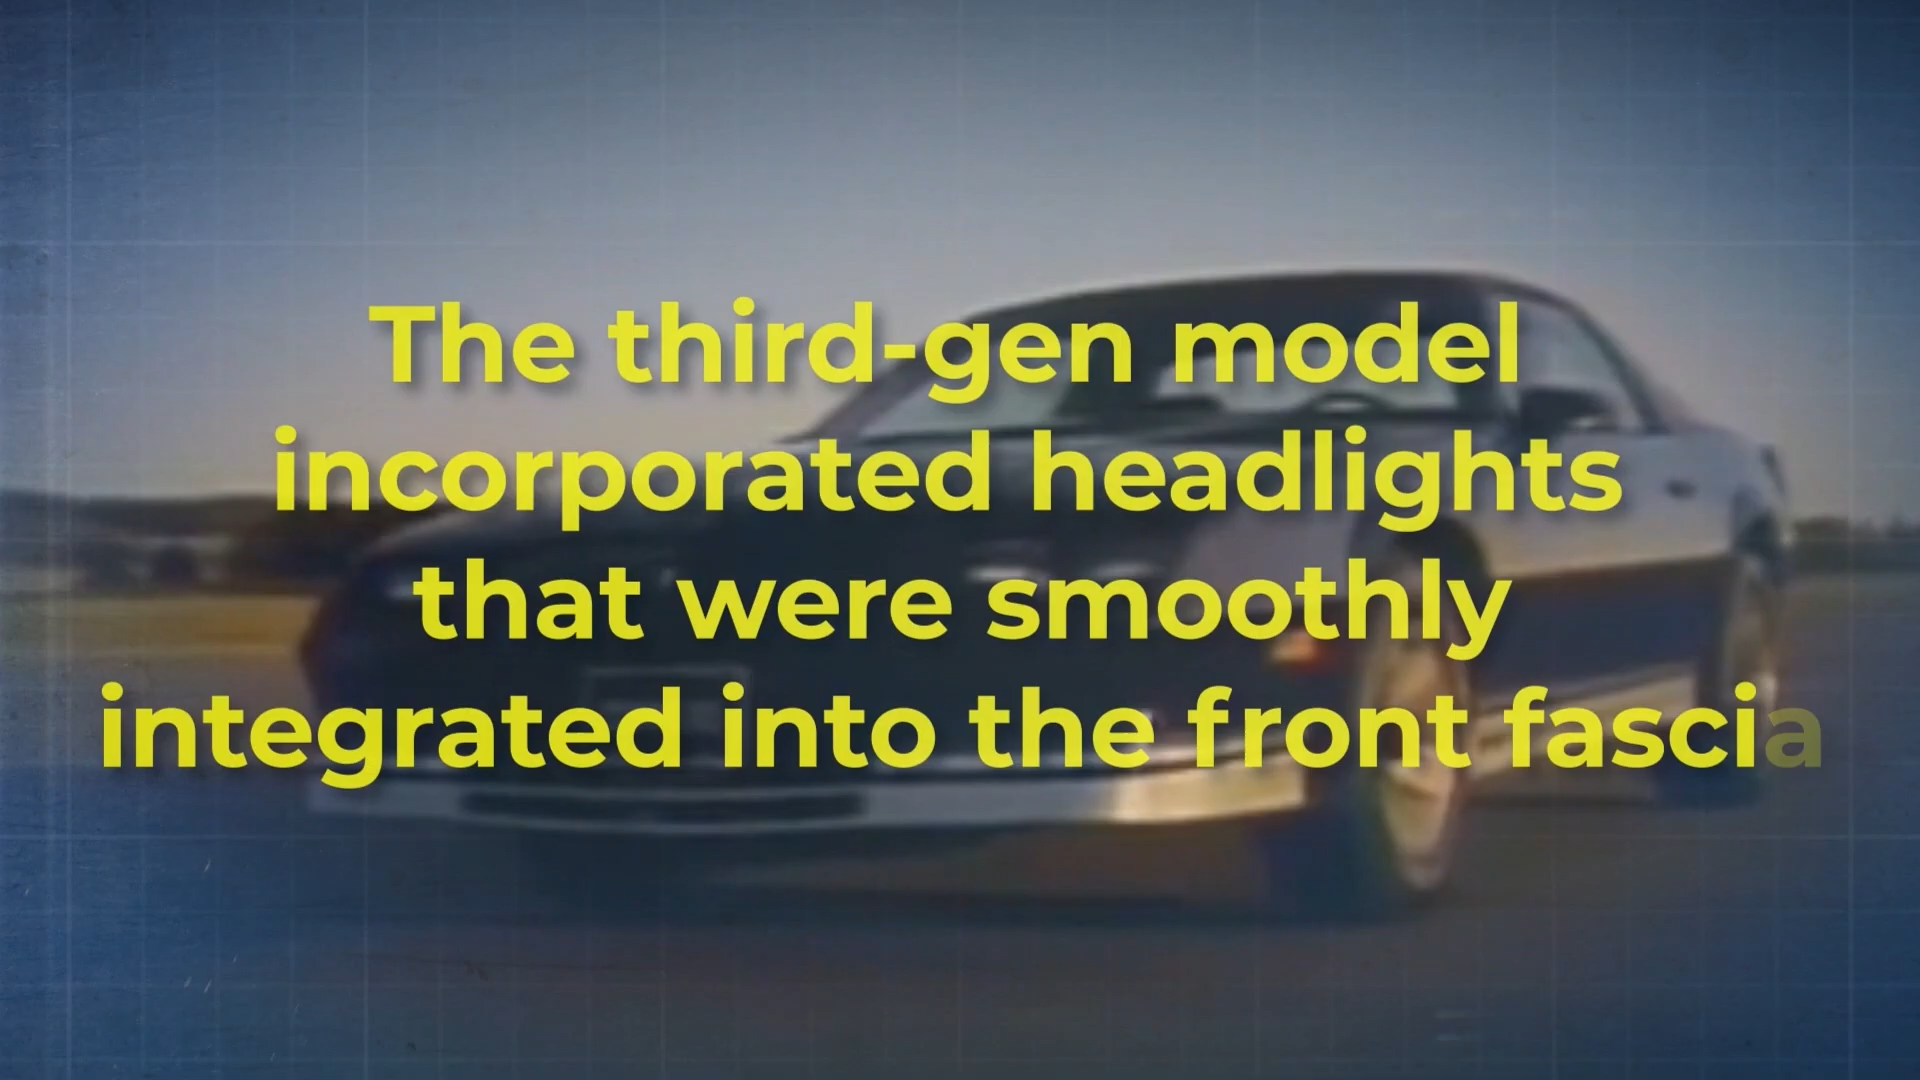 The third-gen model
incorporated headlights
that were smoothly
integrated into the front fascia